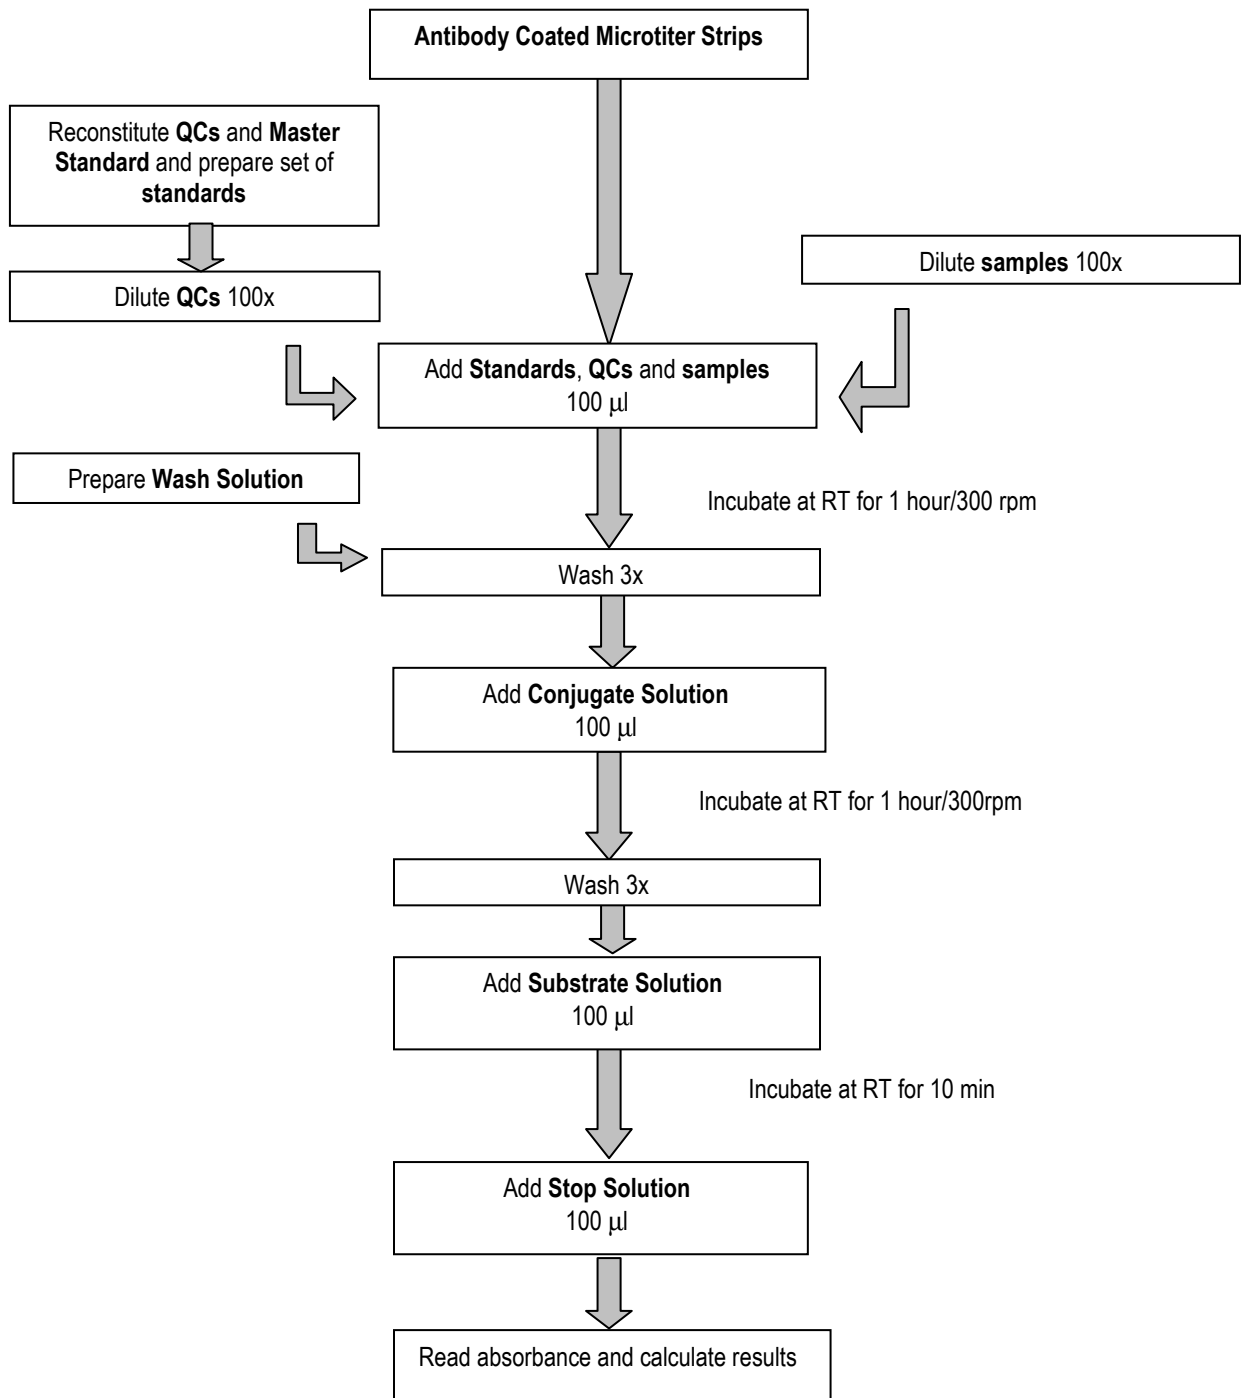 Antibody Coated Microtiter Strips
Reconstitute QCs and Master
Standard and prepare set of
standards
Dilute QCs 100x
Dilute samples 100x
Add Standards, QCs and samples
100 μl
Prepare Wash Solution
Incubate at RT for 1 hour/300 rpm
Wash 3x
Add Conjugate Solution
100 μl
Incubate at RT for 1 hour/300rpm
Wash 3x
Add Substrate Solution
100 μl
Incubate at RT for 10 min
Add Stop Solution
100 μl
Read absorbance and calculate results